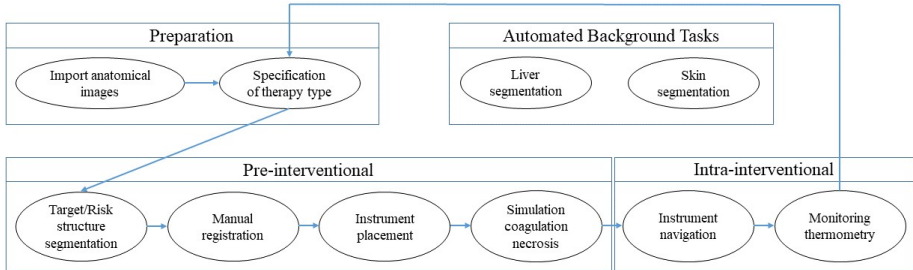 Preparation
Import anatomical
images
Specification
of therapy type
Automated Background Tasks
Liver
segmentation
Skin
segmentation
Pre-interventional
Target/Risk
structure
segmentation
Manual
registration
Instrument
placement
Simulation
coagulation
necrosis
Intra-interventional
Instrument
navigation
Monitoring
thermometry